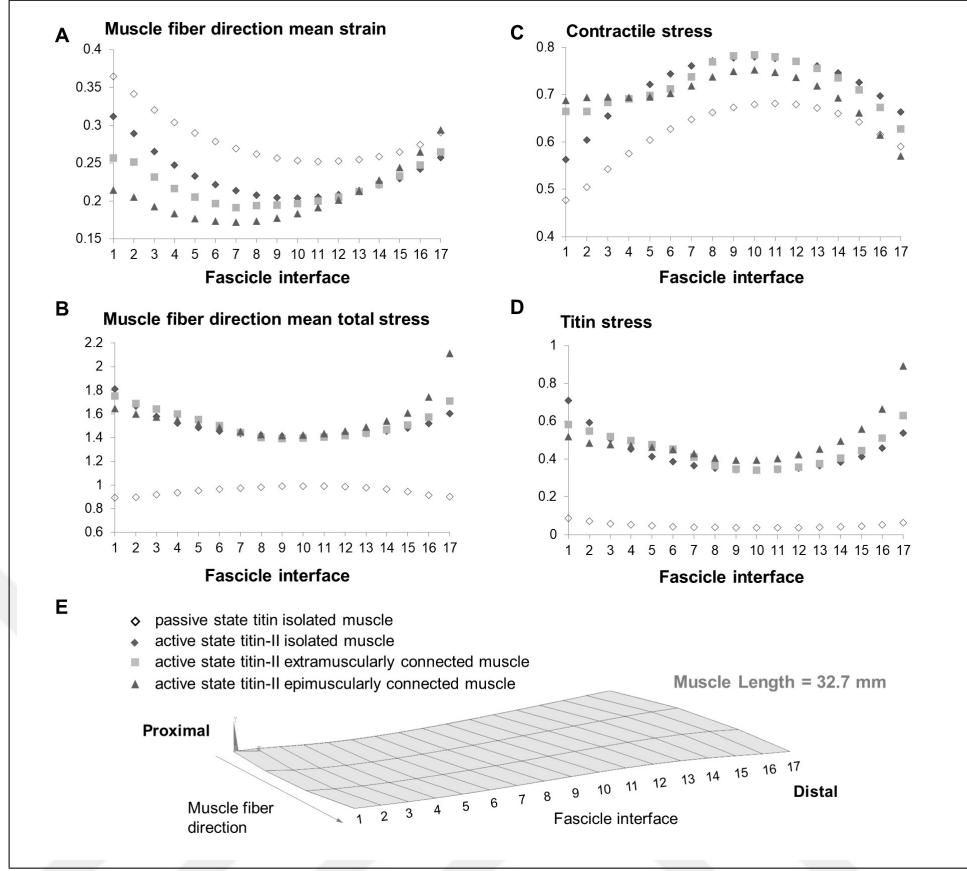 A Muscle fiber direction mean strain
0.4
0.35
0.3
0.25
0.2
0.15
1 2 3 4 5 6 7 8 9 10 11 12 13 14 15 16 17
Fascicle interface
C Contractile stress
0.8
0.7
0.6
0.5
0.4
1 2 3 4 5 6 7 8 9 10 11 12 13 14 15 16 17
Fascicle interface
B Muscle fiber direction mean total stress
2.2
2
1.8
1.6
1.4
1.2
1
0.8
0.6
1 2 3 4 5 6 7 8 9 10 11 12 13 14 15 16 17
Fascicle interface
D Titin stress
1
0.8
0.6
0.4
0.2
0
1 2 3 4 5 6 7 8 9 10 11 12 13 14 15 16 17
Fascicle interface
E
passive state titin isolated muscle
active state titin-II isolated muscle
active state titin-II extramuscularly connected muscle
active state titin-II epimuscularly connected muscle
Muscle Length = 32.7 mm
Proximal
Muscle fiber
direction
1 2 3 4 5 6 7 8 9 10 11 12 13 14 15 16 17
Fascicle interface
Distal